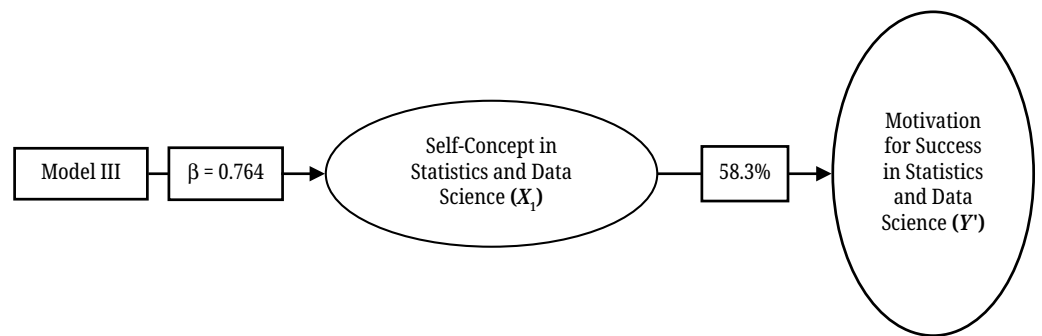 Model III
β = 0.764
Self-Concept in
Statistics and Data
Science (X₁)
58.3%
Motivation
for Success
in Statistics
and Data
Science (Y')